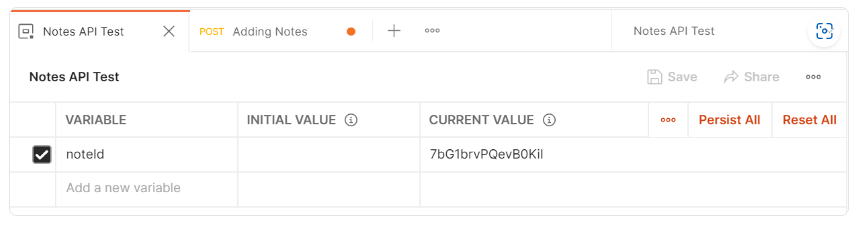 Notes API Test POST Adding Notes Notes API Test
Notes API Test Save Share
VARIABLE INITIAL VALUE CURRENT VALUE Persist All Reset All
noteId 7bG1brvPQevB0Kil
Add a new variable